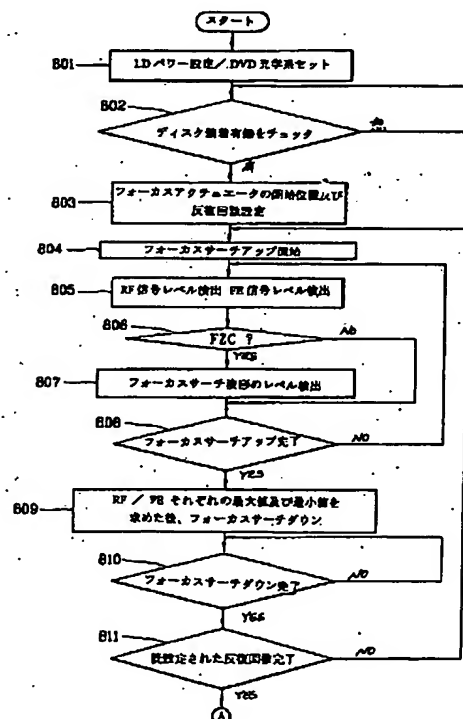 スタート
801
LDパワー設定/DVD光学系セット
802
ディスク装着有無をチェック
無
有
803
フォーカスアクチュエータの開始位置及び
反復回数設定
804
フォーカスサーチアップ開始
805
RF信号レベル検出 FE信号レベル検出
806
FZC ?
NO
YES
807
フォーカスサーチ波形のレベル検出
808
フォーカスサーチアップ完了
NO
YES
809
RF / FE それぞれの最大値及び最小値を
求めた後、フォーカスサーチダウン
810
フォーカスサーチダウン完了
NO
YES
811
既設定された反復回数完了
NO
YES
A